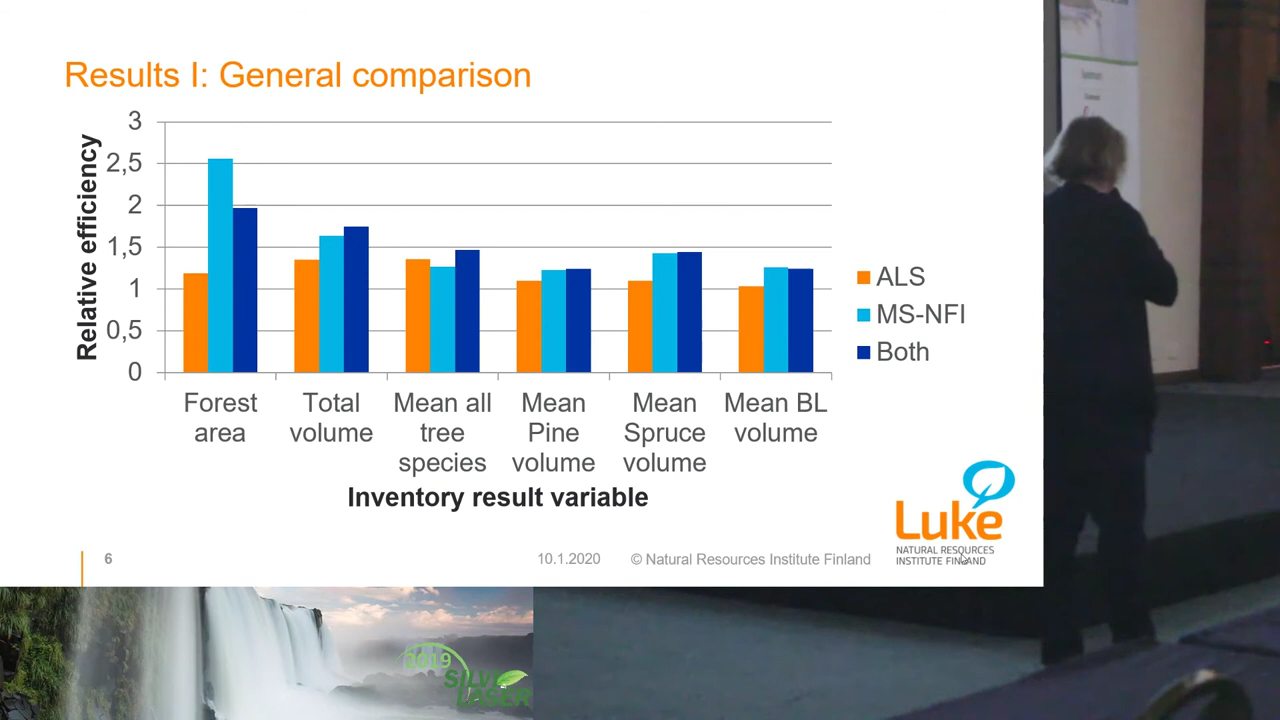 Results I: General comparison
3
2,5
2
1,5
1
0,5
0
Relative efficiency
Forest area
Total volume
Mean all tree species
Mean Pine volume
Mean Spruce volume
Mean BL volume
Inventory result variable
ALS
MS-NFI
Both
Luke
NATURAL RESOURCES
INSTITUTE FINLAND
6
10.1.2020
© Natural Resources Institute Finland
2019
SILVI
LASER